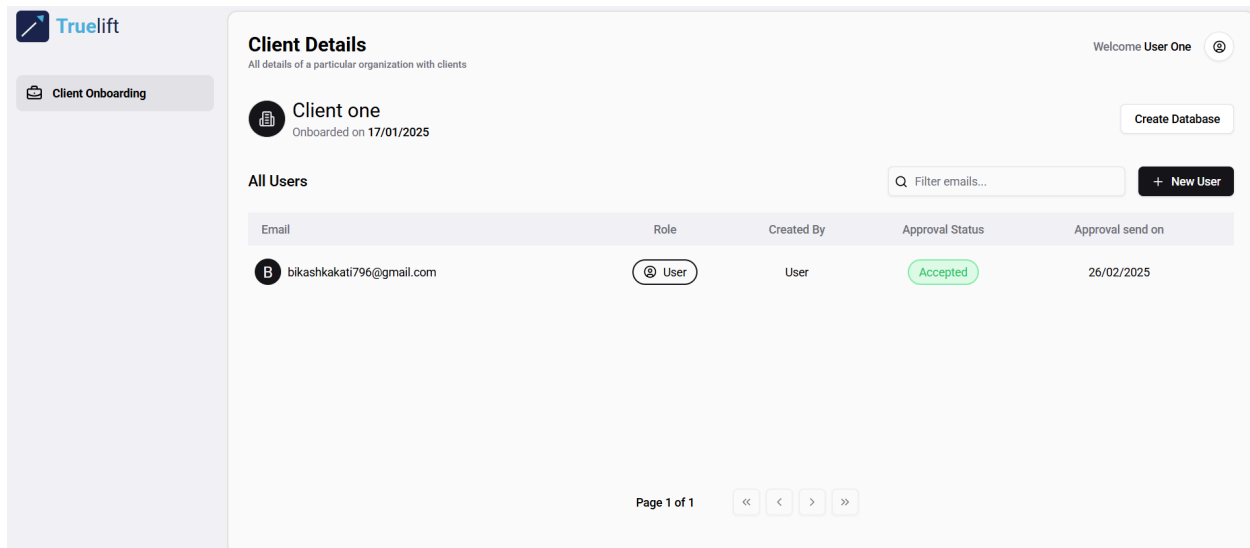 Truelift
Client Onboarding
Client Details
All details of a particular organization with clients
Welcome User One
Client one
Onboarded on 17/01/2025
Create Database
All Users
Filter emails...
+ New User
Email Role Created By Approval Status Approval send on
B bikashkakati796@gmail.com User User Accepted 26/02/2025
Page 1 of 1